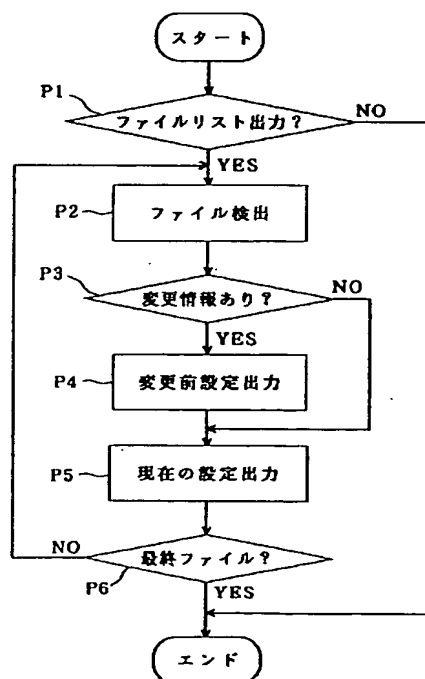 スタート
P1
ファイルリスト出力?
NO
YES
P2
ファイル検出
P3
変更情報あり?
NO
YES
P4
変更前設定出力
P5
現在の設定出力
NO
最終ファイル?
P6
YES
エンド